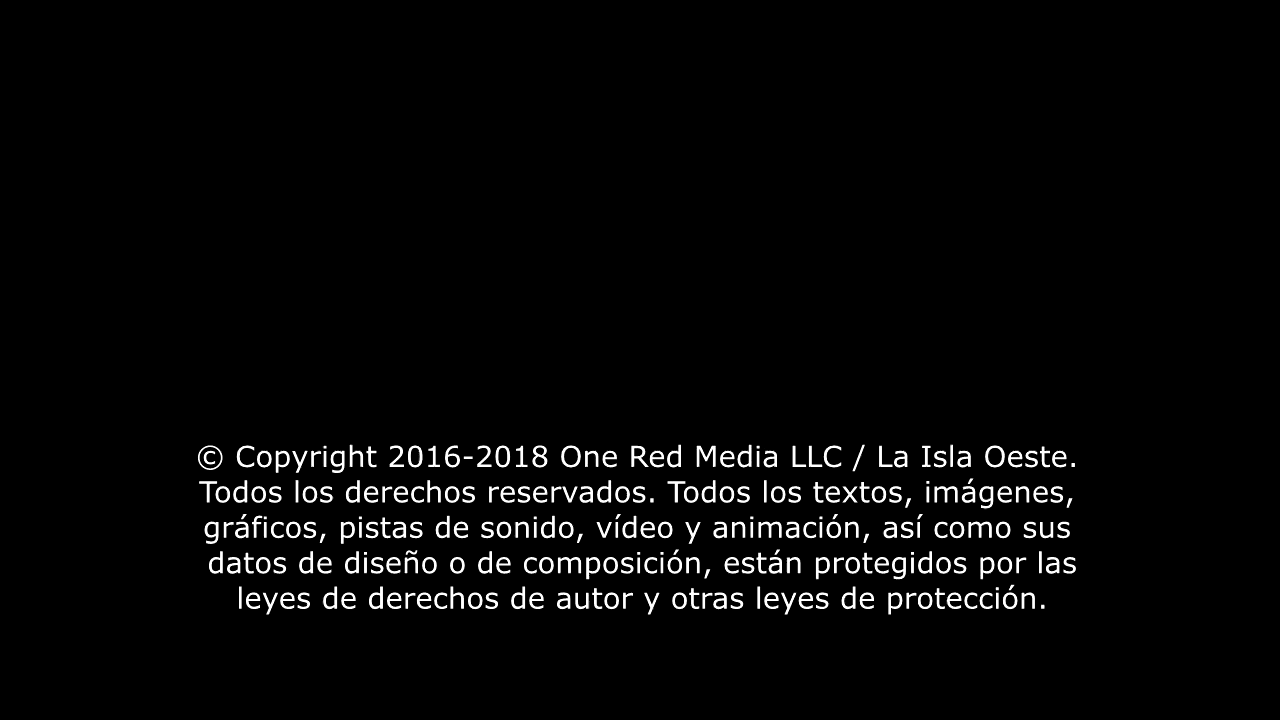 © Copyright 2016-2018 One Red Media LLC / La Isla Oeste.
Todos los derechos reservados. Todos los textos, imágenes,
gráficos, pistas de sonido, vídeo y animación, así como sus
datos de diseño o de composición, están protegidos por las
leyes de derechos de autor y otras leyes de protección.